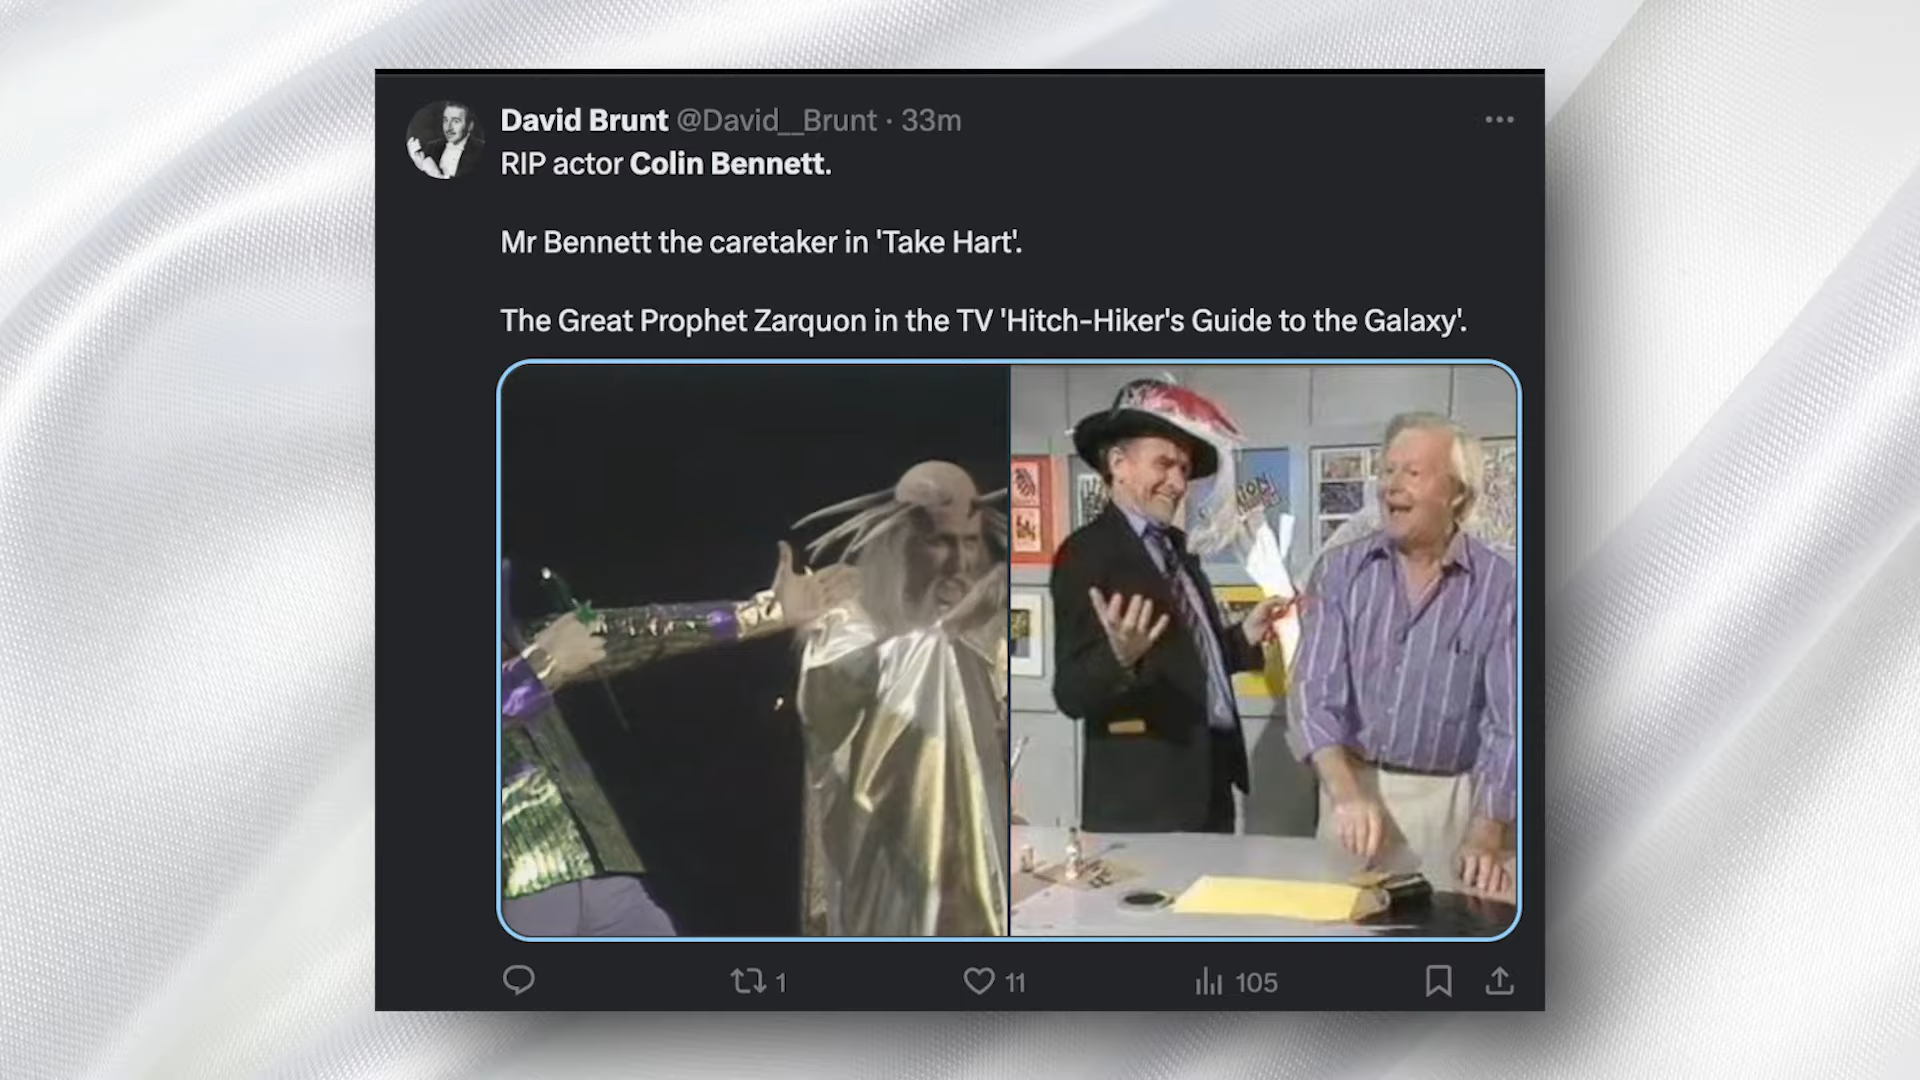 David Brunt @David__Brunt · 33m
RIP actor Colin Bennett.
Mr Bennett the caretaker in 'Take Hart'.
The Great Prophet Zarquon in the TV 'Hitch-Hiker's Guide to the Galaxy'.
1
11
105